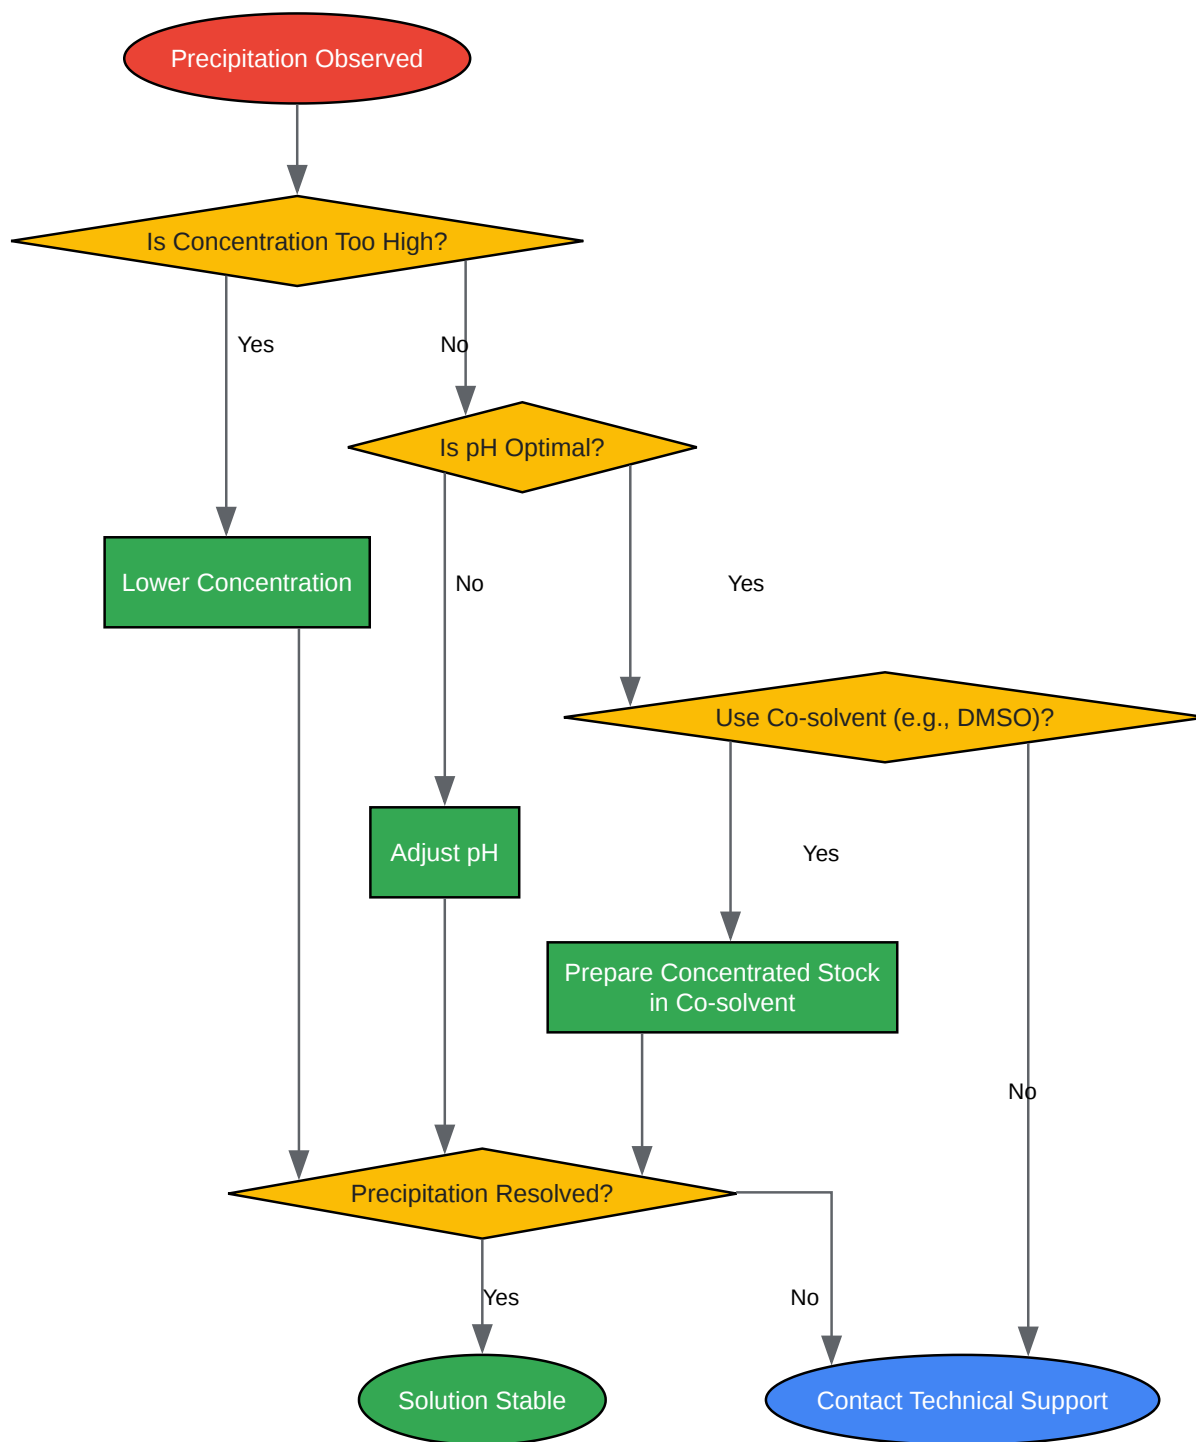 Precipitation Observed
Is Concentration Too High?
Yes
No
Is pH Optimal?
Lower Concentration
No
Yes
Use Co-solvent (e.g., DMSO)?
Adjust pH
Yes
Prepare Concentrated Stock
in Co-solvent
No
Precipitation Resolved?
Yes
No
Solution Stable
Contact Technical Support